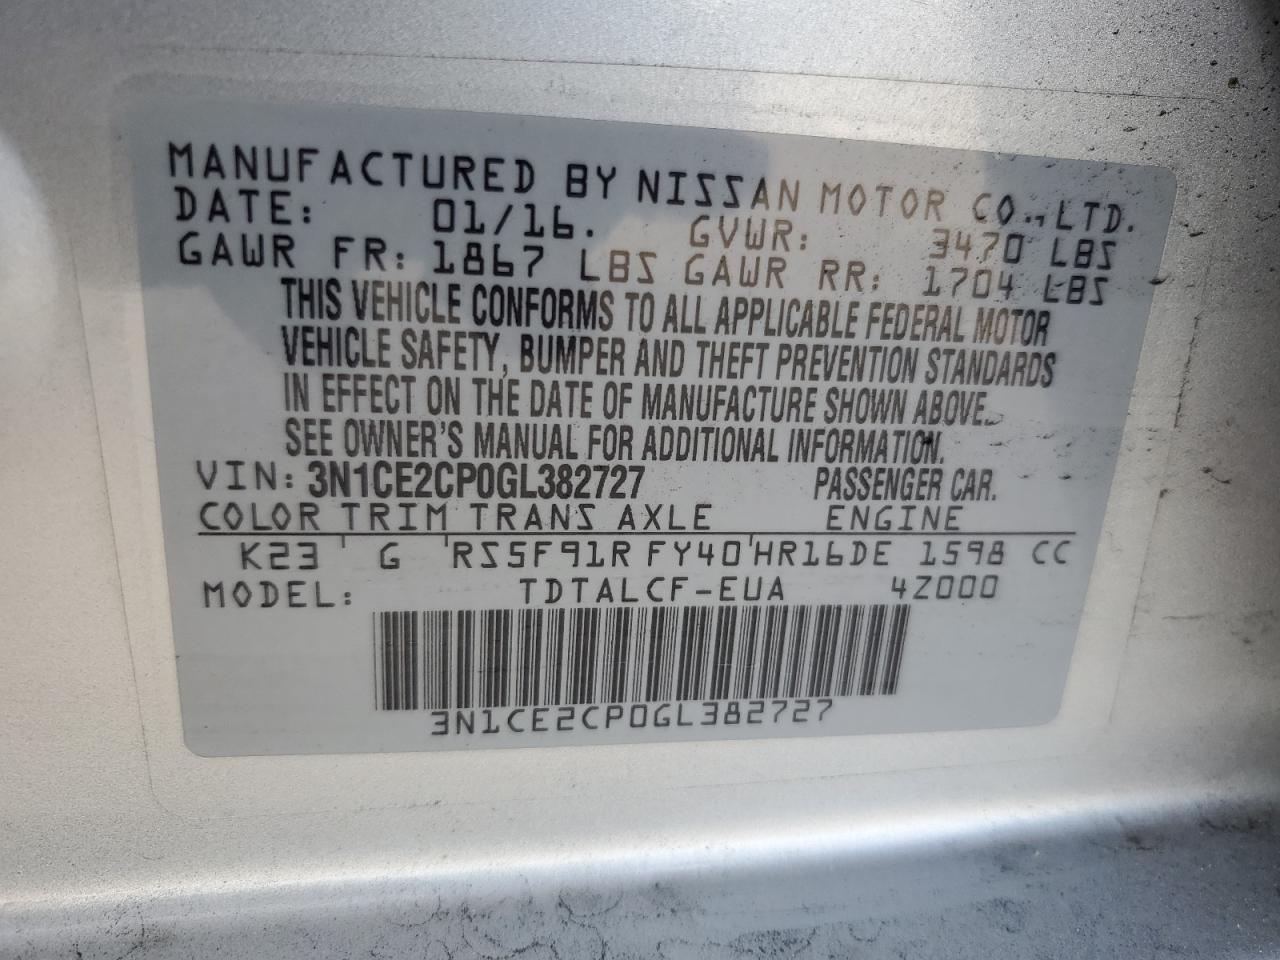 MANUFACTURED BY NISSAN MOTOR CO., LTD.
DATE: 01/16. GVWR: 3470 LBS
GAWR FR: 1867 LBS GAWR RR: 1704 LBS
THIS VEHICLE CONFORMS TO ALL APPLICABLE FEDERAL MOTOR
VEHICLE SAFETY, BUMPER AND THEFT PREVENTION STANDARDS
IN EFFECT ON THE DATE OF MANUFACTURE SHOWN ABOVE.
SEE OWNER'S MANUAL FOR ADDITIONAL INFORMATION.
VIN: 3N1CE2CP0GL382727 PASSENGER CAR.
COLOR TRIM TRANS AXLE ENGINE
K23 G RS5F91R FY40 HR16DE 1598 CC
MODEL: TDTALCF-EUA 4Z000
3N1CE2CP0GL382727